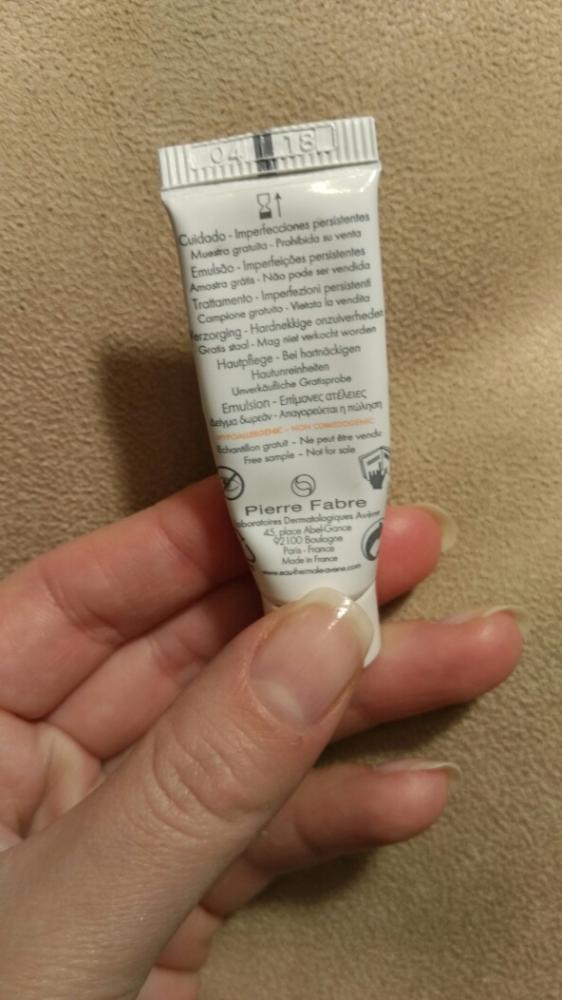 04 18
Cuidado - Imperfecciones persistentes
Muestra gratuita - Prohibida su venta
Emulsão - Imperfeições persistentes
Amostra grátis - Não pode ser vendida
Trattamento - Imperfezioni persistenti
Campione gratuito - Vietata la vendita
Verzorging - Hardnekkige onzuiverheden
Gratis staal - Mag niet verkocht worden
Hautpflege - Bei hartnäckigen
Hautunreinheiten
Unverkäufliche Gratisprobe
Emulsion - Επίμονες ατέλειες
Δείγμα δωρεάν - Απαγορεύεται η πώληση
HYPOALLERGENIC - NON COMEDOGENIC
Echantillon gratuit - Ne peut être vendu
Free sample - Not for sale
Pierre Fabre
Laboratoires Dermatologiques Avène
45, place Abel-Gance
92100 Boulogne
Paris - France
Made in France
www.eau-thermale-avene.com